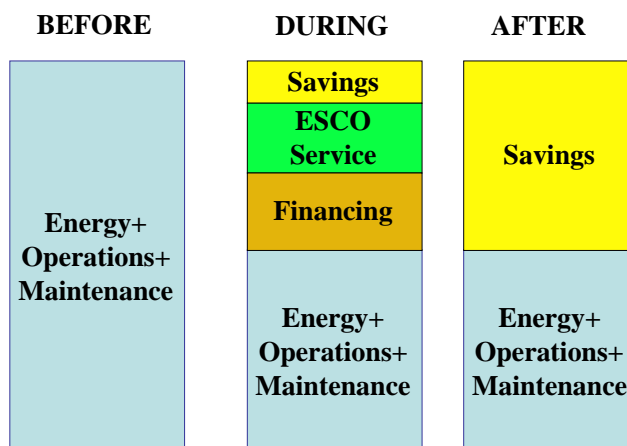 BEFORE
DURING
AFTER
Energy+
Operations+
Maintenance
Savings
ESCO
Service
Financing
Energy+
Operations+
Maintenance
Savings
Energy+
Operations+
Maintenance